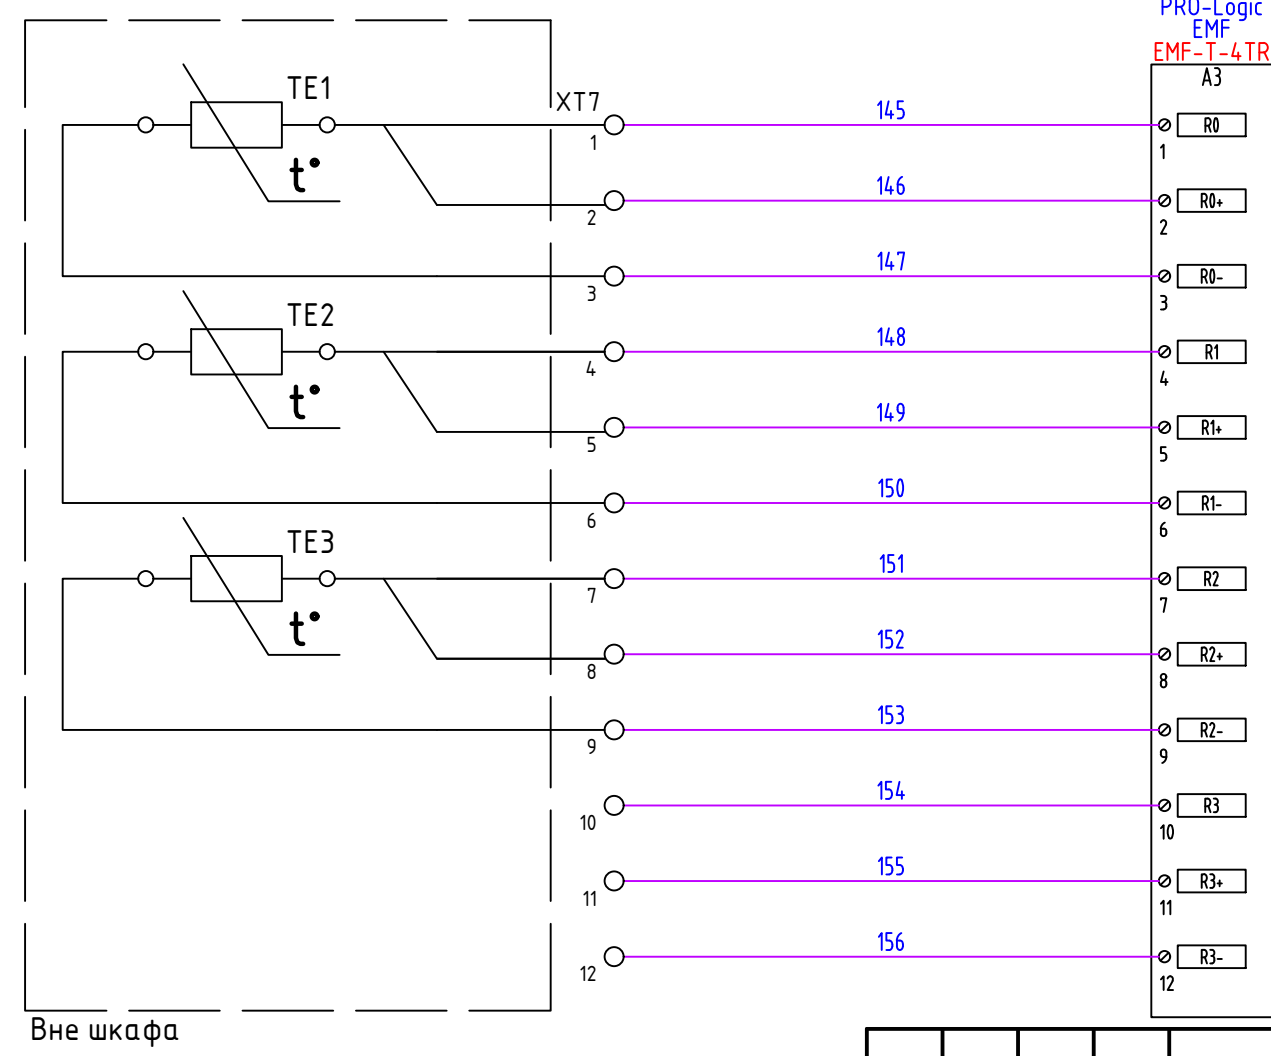 PRO-Logic
EMF
EMF-T-4TR
A3
TE1
t°
XT7
1
145
1
R0
2
146
2
R0+
3
147
3
R0-
TE2
t°
4
148
4
R1
5
149
5
R1+
6
150
6
R1-
TE3
t°
7
151
7
R2
8
152
8
R2+
9
153
9
R2-
10
154
10
R3
11
155
11
R3+
12
156
12
R3-
Вне шкафа